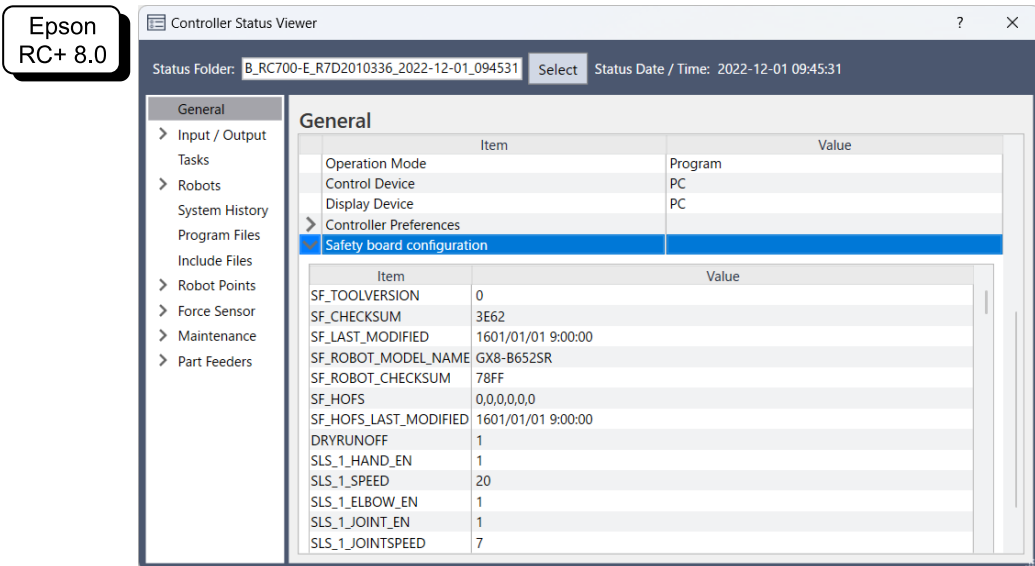 Epson
RC+ 8.0
Controller Status Viewer
?
Status Folder: B_RC700-E_R7D2010336_2022-12-01_094531 Select Status Date / Time: 2022-12-01 09:45:31
General
Input / Output
Tasks
Robots
System History
Program Files
Include Files
Robot Points
Force Sensor
Maintenance
Part Feeders
General
Item Value
Operation Mode Program
Control Device PC
Display Device PC
Controller Preferences
Safety board configuration
Item Value
SF_TOOLVERSION 0
SF_CHECKSUM 3E62
SF_LAST_MODIFIED 1601/01/01 9:00:00
SF_ROBOT_MODEL_NAME GX8-B652SR
SF_ROBOT_CHECKSUM 78FF
SF_HOFS 0,0,0,0,0,0
SF_HOFS_LAST_MODIFIED 1601/01/01 9:00:00
DRYRUNOFF 1
SLS_1_HAND_EN 1
SLS_1_SPEED 20
SLS_1_ELBOW_EN 1
SLS_1_JOINT_EN 1
SLS_1_JOINTSPEED 7